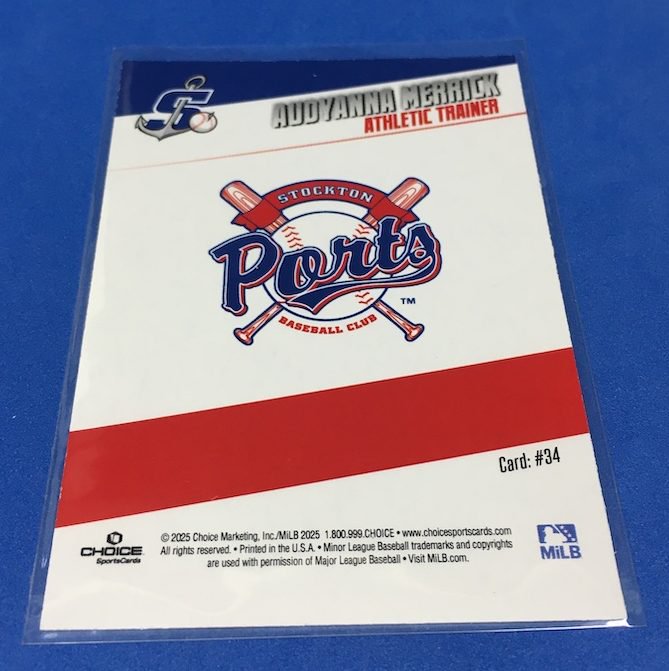 S
AUDYANNA MERRICK
ATHLETIC TRAINER
STOCKTON
Ports
TM
BASEBALL CLUB
Card: #34
© 2025 Choice Marketing, Inc./MiLB 2025 1.800.999.CHOICE • www.choicesportscards.com
All rights reserved. • Printed in the U.S.A. • Minor League Baseball trademarks and copyrights
are used with permission of Major League Baseball • Visit MiLB.com.
CHOICE
SportsCards
MiLB